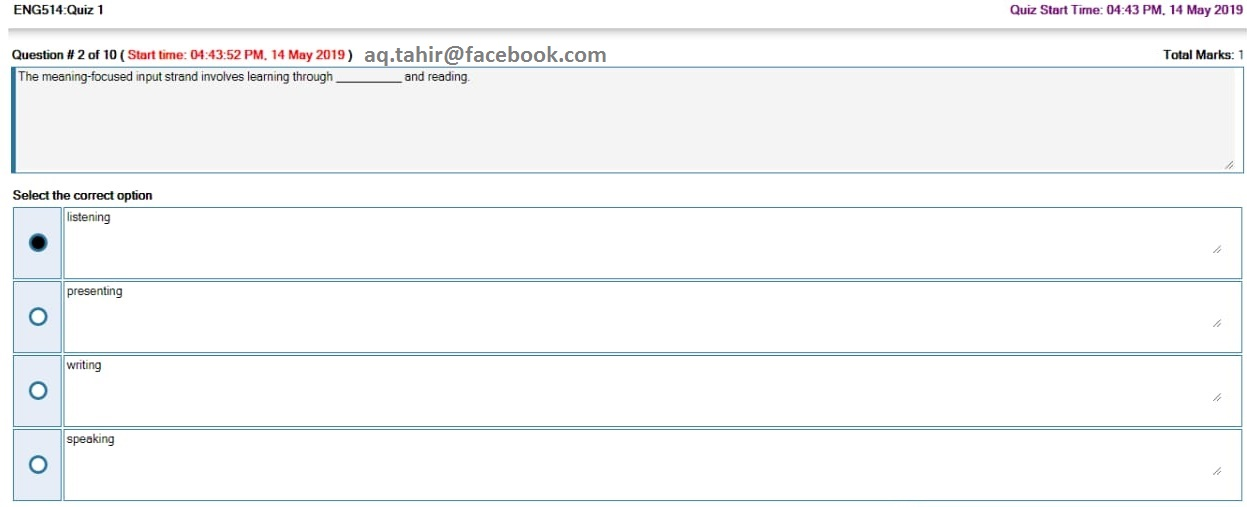 ENG514:Quiz 1 Quiz Start Time: 04:43 PM, 14 May 2019
Question # 2 of 10 ( Start time: 04:43:52 PM, 14 May 2019 ) aq.tahir@facebook.com Total Marks: 1
The meaning-focused input strand involves learning through __________ and reading.
Select the correct option
listening
presenting
writing
speaking